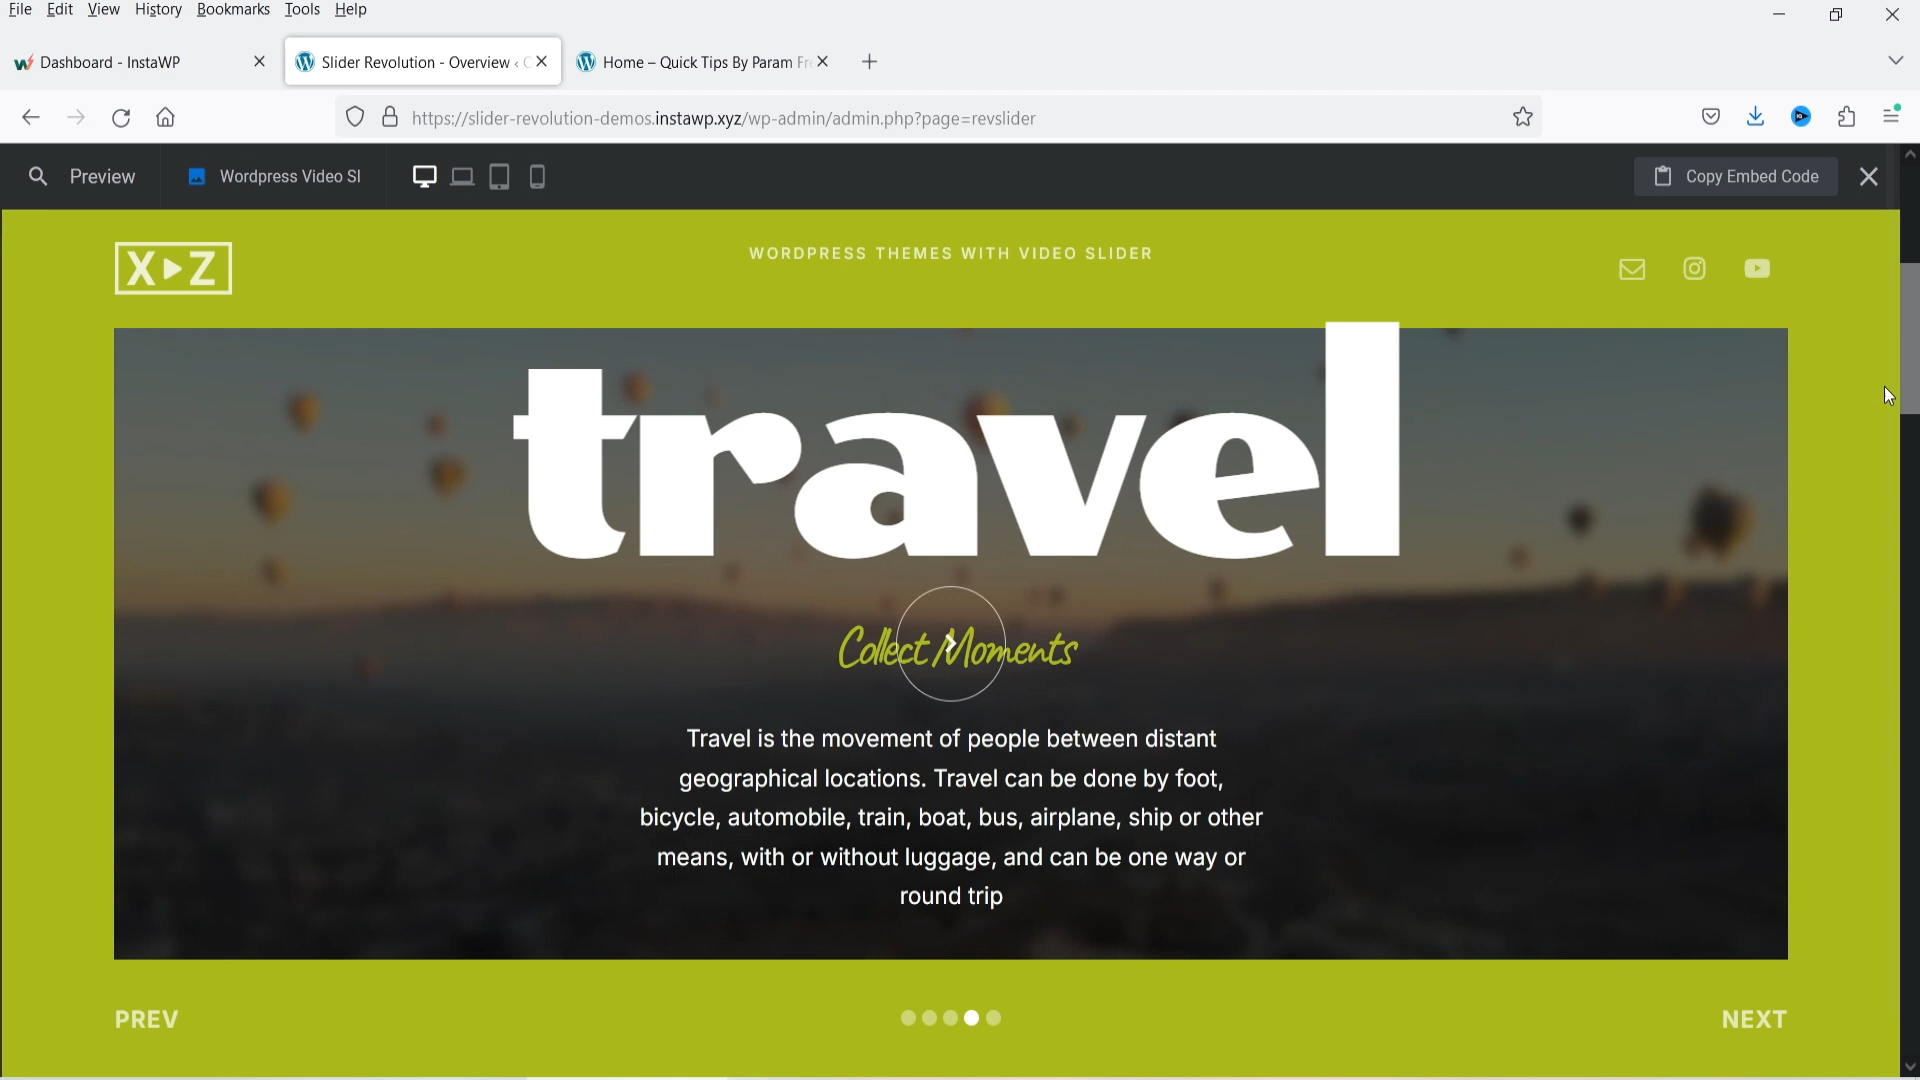 File Edit View History Bookmarks Tools Help
Dashboard - InstaWP
Slider Revolution - Overview ‹
Home – Quick Tips By Param
https://slider-revolution-demos.instawp.xyz/wp-admin/admin.php?page=revslider
Preview
Wordpress Video Sl
Copy Embed Code
X Z
WORDPRESS THEMES WITH VIDEO SLIDER
travel
Collect Moments
Travel is the movement of people between distant
geographical locations. Travel can be done by foot,
bicycle, automobile, train, boat, bus, airplane, ship or other
means, with or without luggage, and can be one way or
round trip
PREV
NEXT